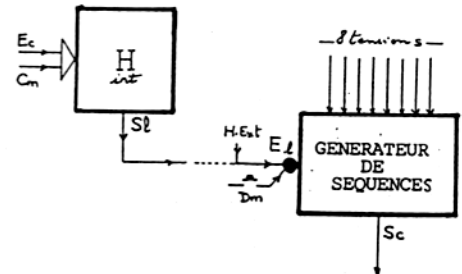 8 tensions
Ec
Cm
H
int
Sl
H.Ext
El
Dm
GENERATEUR
DE
SEQUENCES
Sc